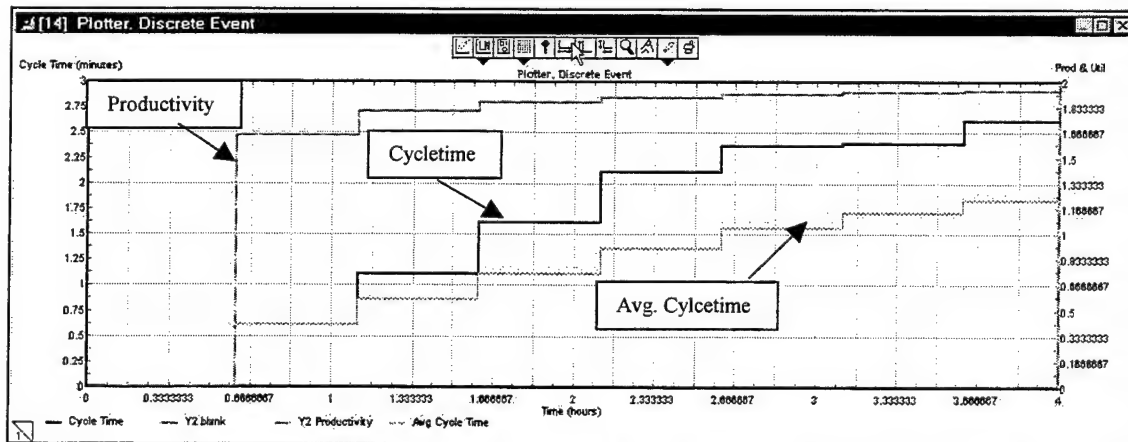 [14] Plotter, Discrete Event
Cycle Time (minutes)
Plotter, Discrete Event
Prod & Util
3
2.75
2.5
2.25
2
1.75
1.5
1.25
1
0.75
0.5
0.25
0
Productivity
Cycletime
Avg. Cylcetime
2
1.833333
1.666667
1.5
1.333333
1.166667
1
0.8333333
0.6666667
0.5
0.3333333
0.1666667
0
0 0.3333333 0.6666667 1 1.333333 1.666667 2 2.333333 2.666667 3 3.333333 3.666667 4
Time (hours)
Cycle Time Y2 blank Y2 Productivity Avg Cycle Time
1